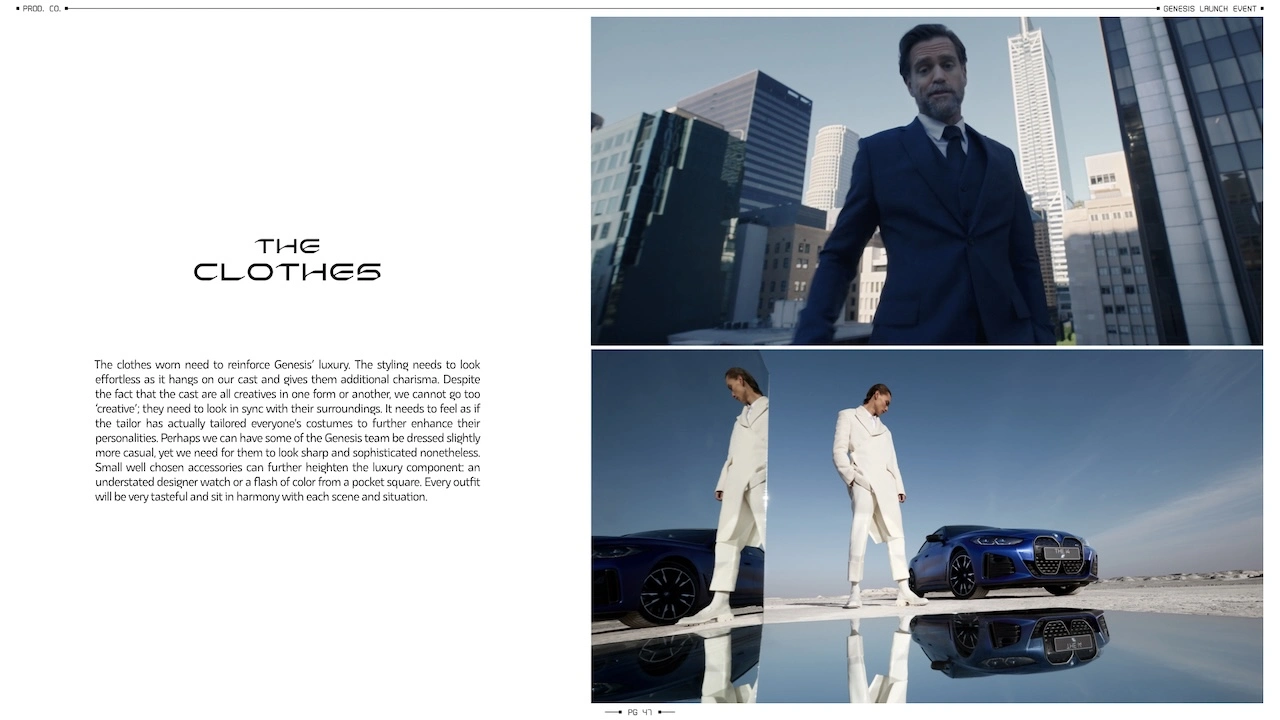 PROD. CO.
GENESIS LAUNCH EVENT
THE
CLOTHES
The clothes worn need to reinforce Genesis’ luxury. The styling needs to look
effortless as it hangs on our cast and gives them additional charisma. Despite
the fact that the cast are all creatives in one form or another, we cannot go too
‘creative’; they need to look in sync with their surroundings. It needs to feel as if
the tailor has actually tailored everyone’s costumes to further enhance their
personalities. Perhaps we can have some of the Genesis team be dressed slightly
more casual, yet we need for them to look sharp and sophisticated nonetheless.
Small well chosen accessories can further heighten the luxury component: an
understated designer watch or a flash of color from a pocket square. Every outfit
will be very tasteful and sit in harmony with each scene and situation.
THE i4
PG 47